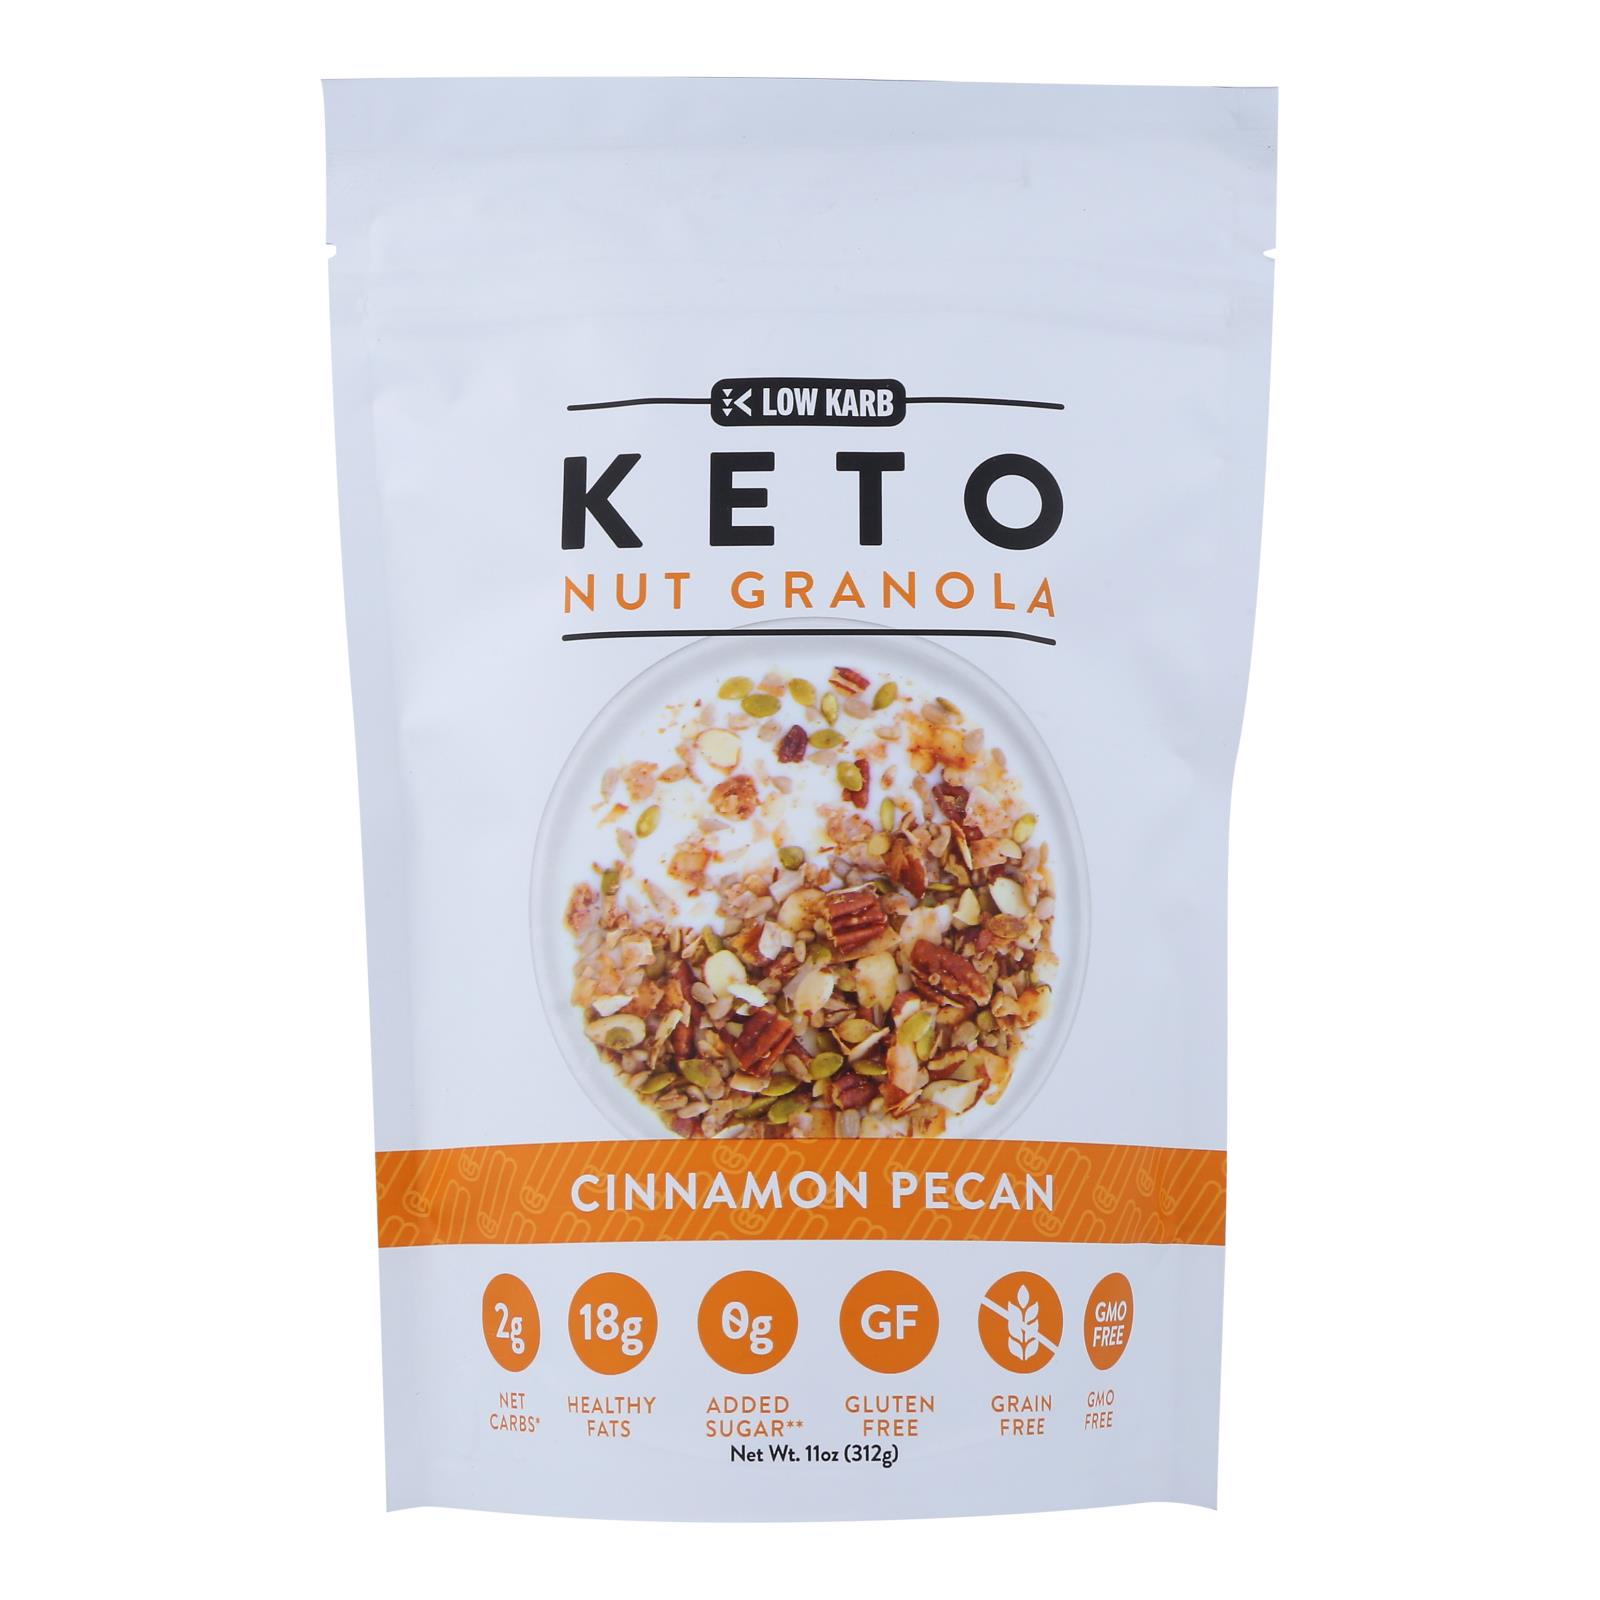 LOW KARB
KETO
NUT GRANOLA
CINNAMON PECAN
2g
NET
CARBS*
18g
HEALTHY
FATS
0g
ADDED
SUGAR**
GF
GLUTEN
FREE
GRAIN
FREE
GMO
FREE
GMO
FREE
Net Wt. 11oz (312g)